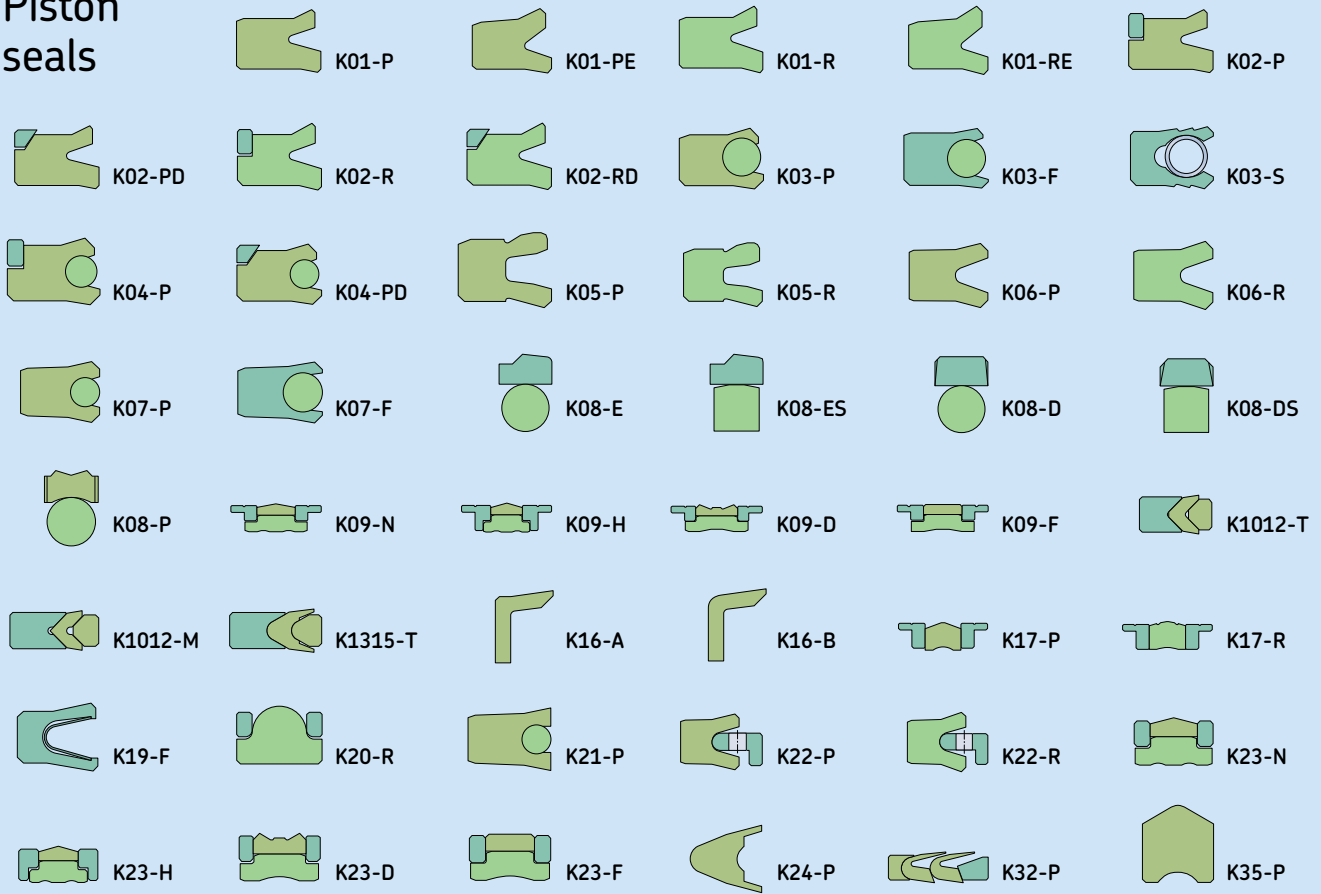 Piston
seals
K01-P
K01-PE
K01-R
K01-RE
K02-P
K02-PD
K02-R
K02-RD
K03-P
K03-F
K03-S
K04-P
K04-PD
K05-P
K05-R
K06-P
K06-R
K07-P
K07-F
K08-E
K08-ES
K08-D
K08-DS
K08-P
K09-N
K09-H
K09-D
K09-F
K1012-T
K1012-M
K1315-T
K16-A
K16-B
K17-P
K17-R
K19-F
K20-R
K21-P
K22-P
K22-R
K23-N
K23-H
K23-D
K23-F
K24-P
K32-P
K35-P